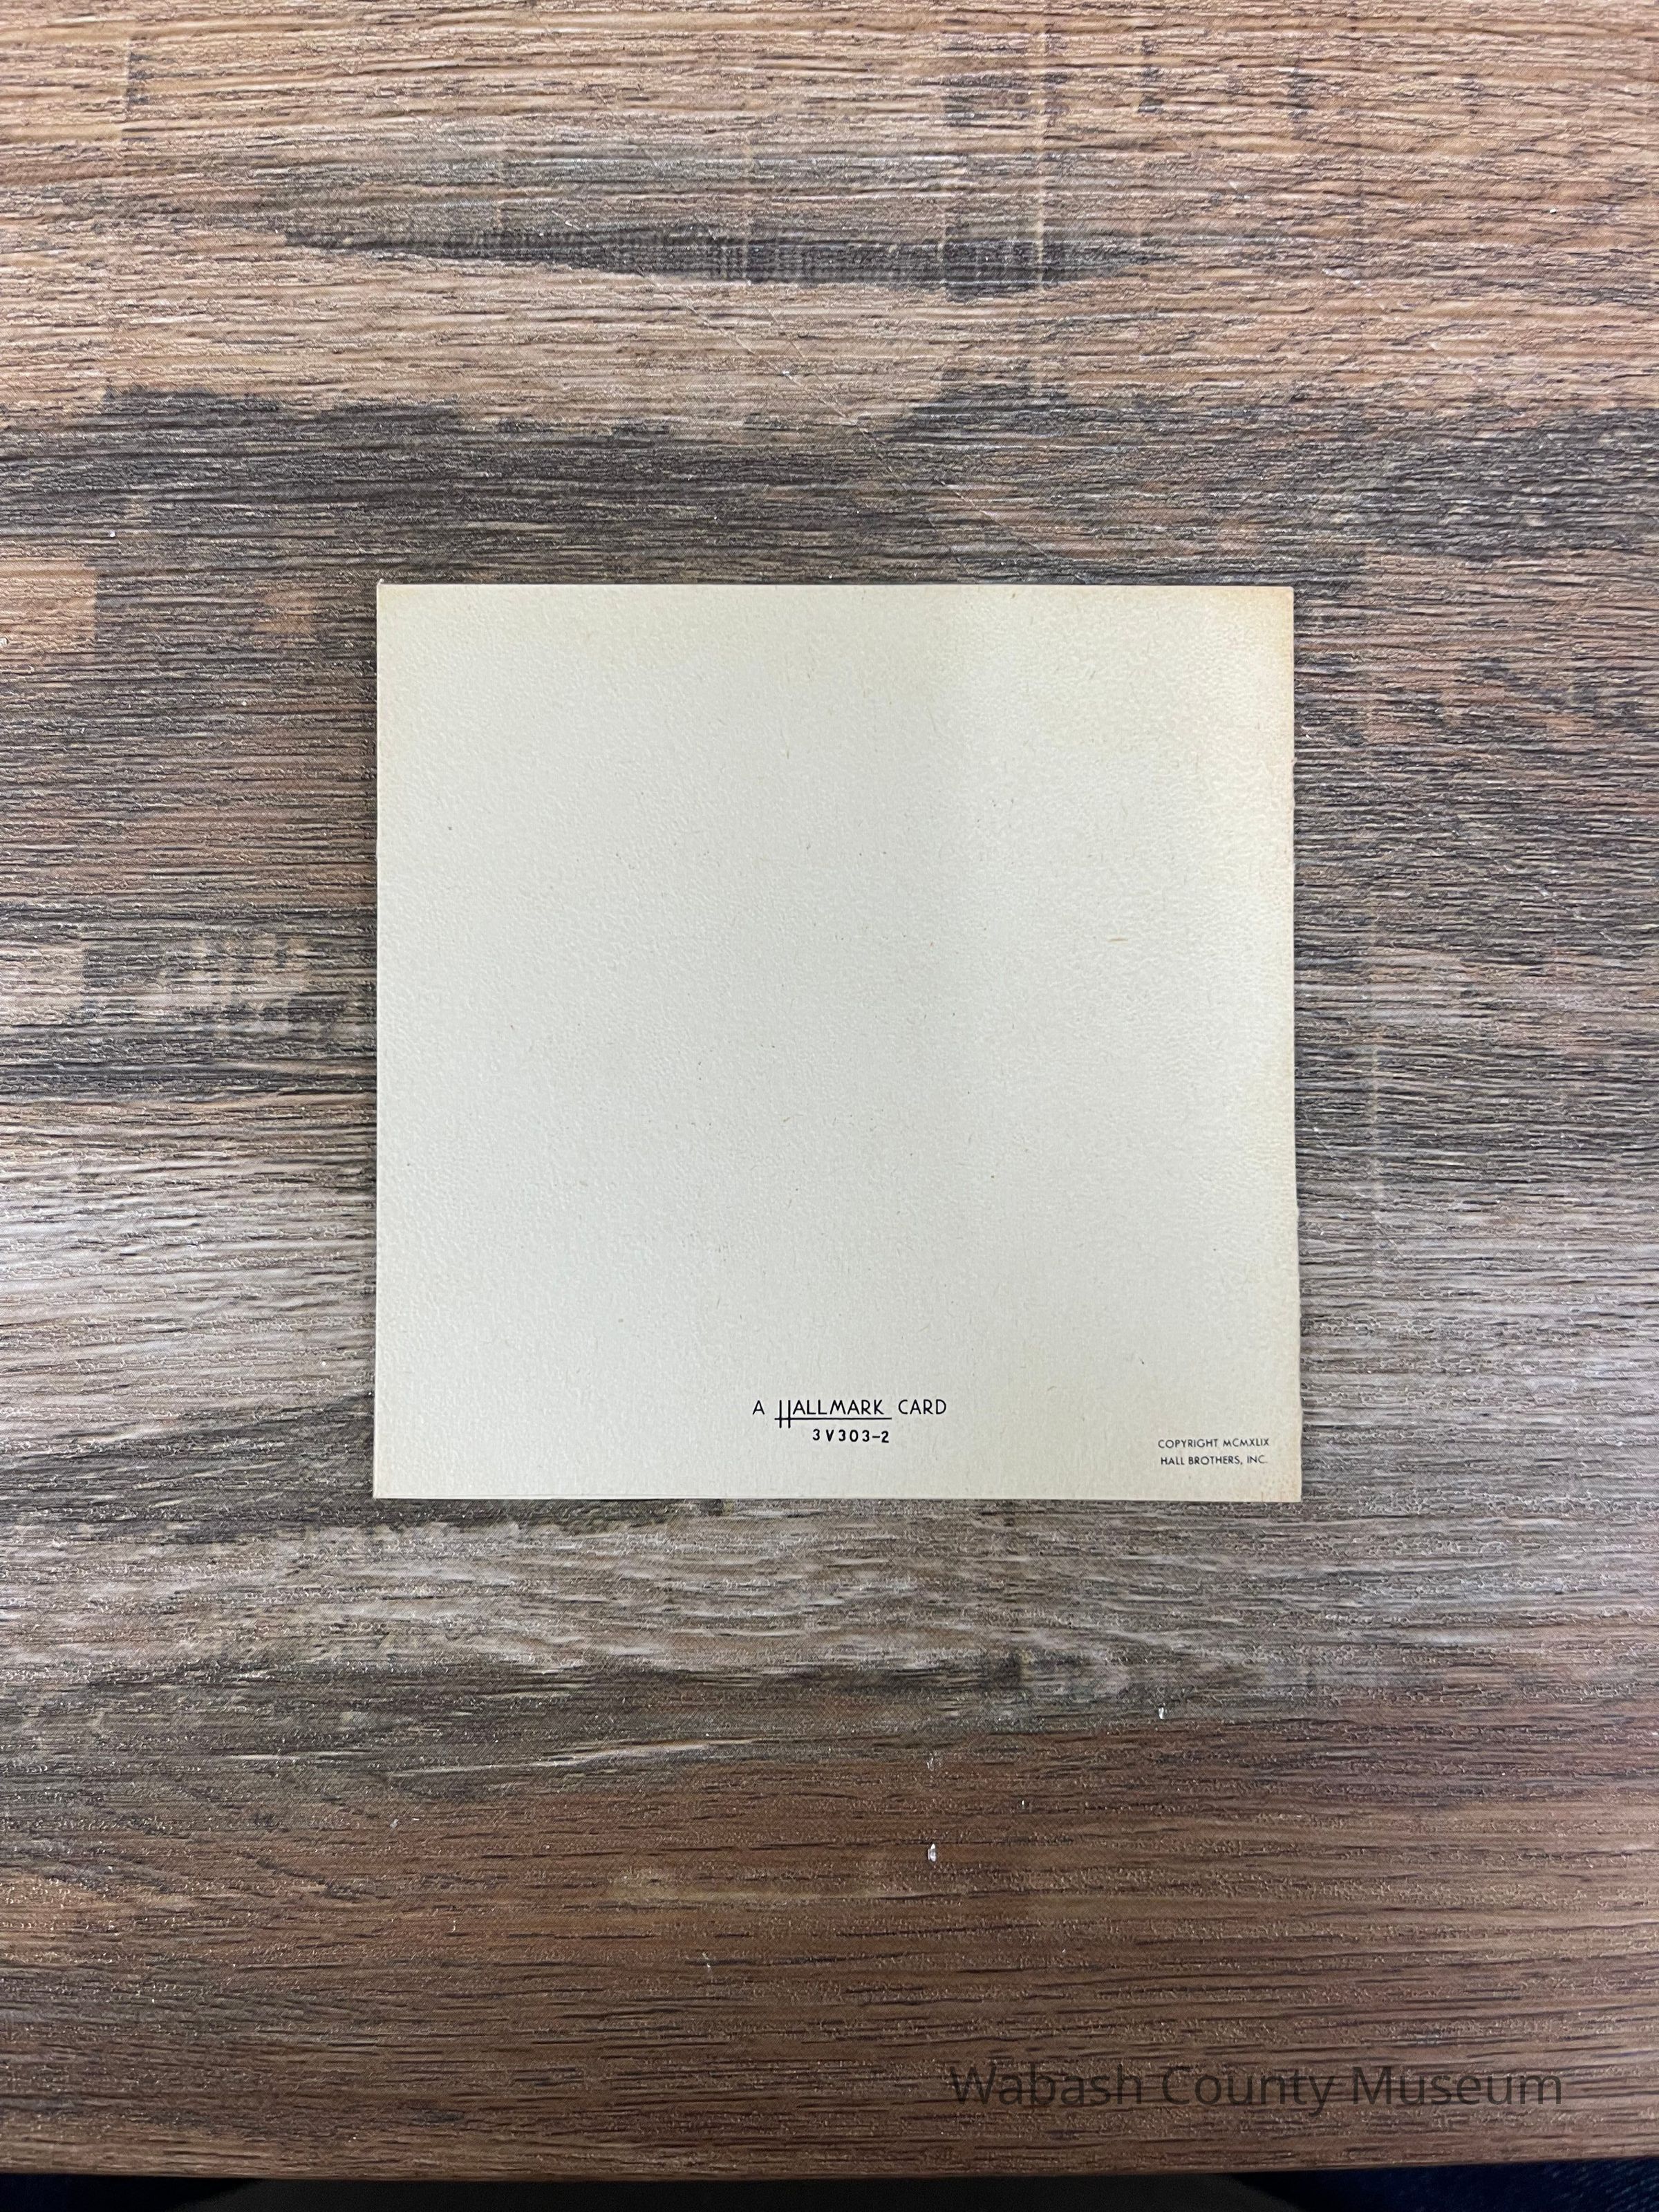 A HALLMARK CARD
3V303-2
COPYRIGHT MCMXLIX
HALL BROTHERS, INC.
Wabash County Museum